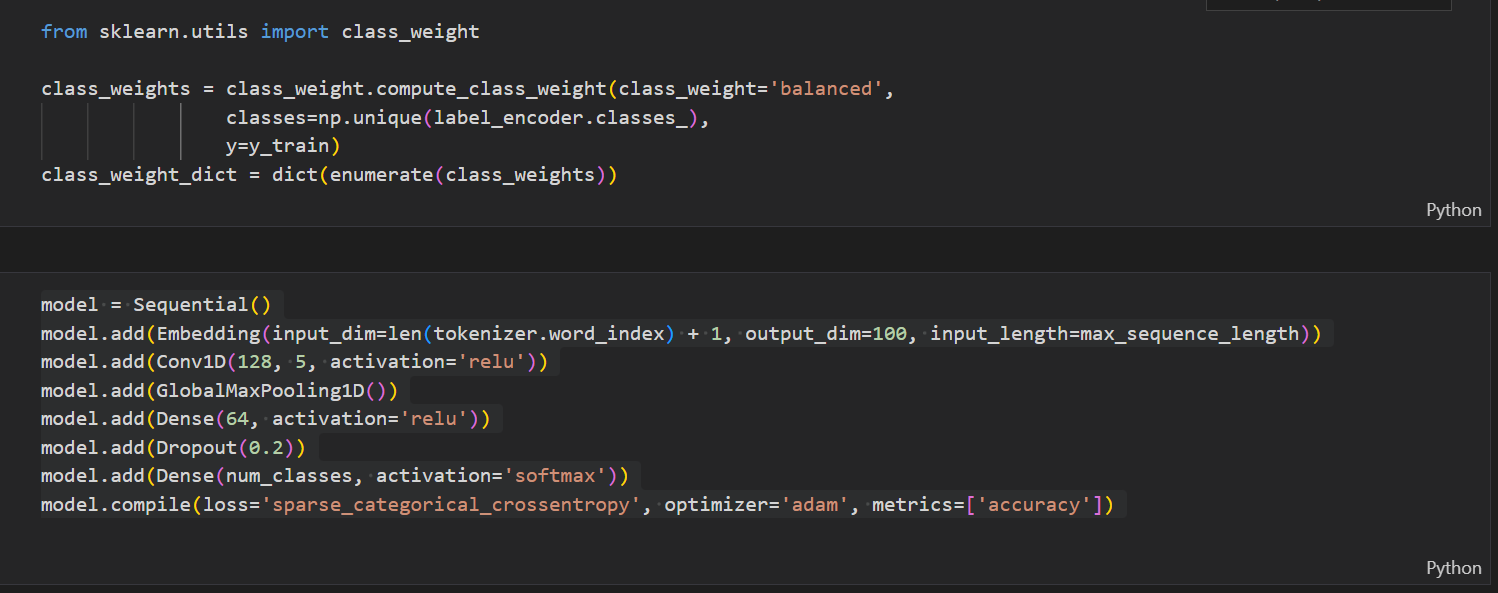 from sklearn.utils import class_weight
class_weights = class_weight.compute_class_weight(class_weight='balanced',
classes=np.unique(label_encoder.classes_),
y=y_train)
class_weight_dict = dict(enumerate(class_weights))
Python
model = Sequential()
model.add(Embedding(input_dim=len(tokenizer.word_index) + 1, output_dim=100, input_length=max_sequence_length))
model.add(Conv1D(128, 5, activation='relu'))
model.add(GlobalMaxPooling1D())
model.add(Dense(64, activation='relu'))
model.add(Dropout(0.2))
model.add(Dense(num_classes, activation='softmax'))
model.compile(loss='sparse_categorical_crossentropy', optimizer='adam', metrics=['accuracy'])
Python